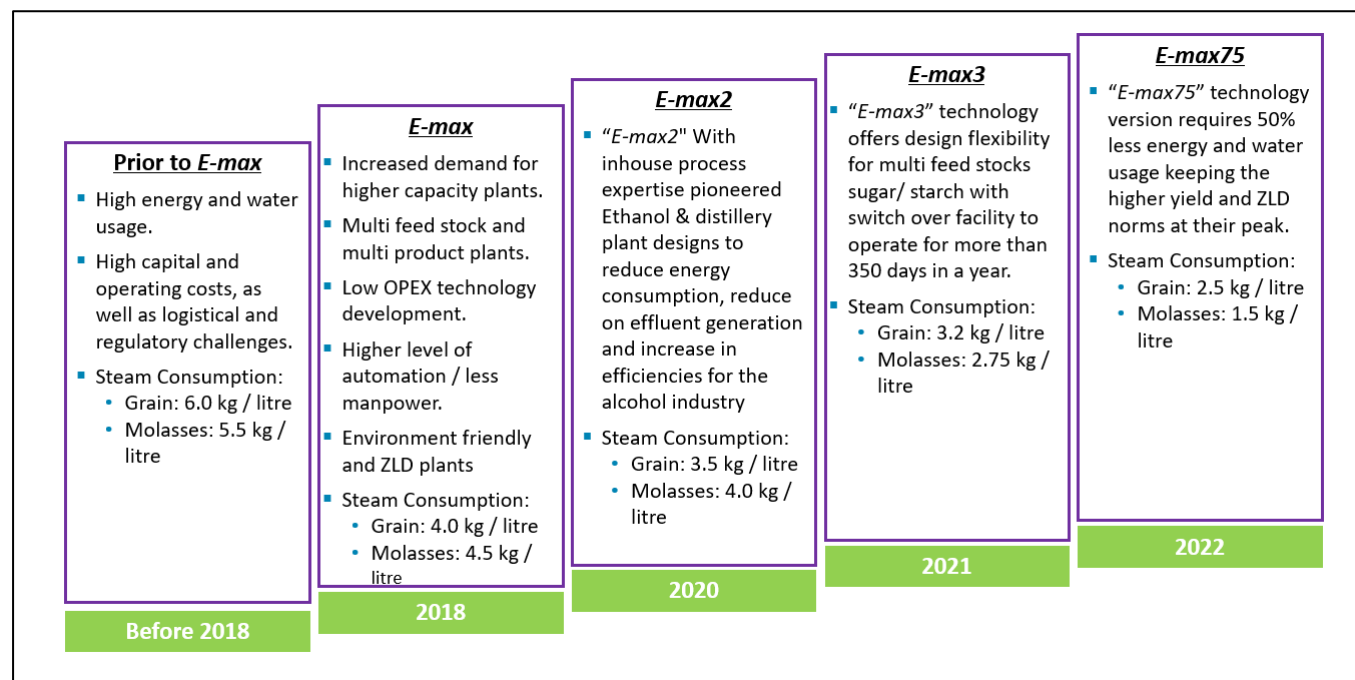 Prior to E-max
▪ High energy and water
usage.
▪ High capital and
operating costs, as
well as logistical and
regulatory challenges.
▪ Steam Consumption:
• Grain: 6.0 kg / litre
• Molasses: 5.5 kg /
litre
Before 2018
E-max
▪ Increased demand for
higher capacity plants.
▪ Multi feed stock and
multi product plants.
▪ Low OPEX technology
development.
▪ Higher level of
automation / less
manpower.
▪ Environment friendly
and ZLD plants
▪ Steam Consumption:
• Grain: 4.0 kg / litre
• Molasses: 4.5 kg /
litre
2018
E-max2
▪ “E-max2" With
inhouse process
expertise pioneered
Ethanol & distillery
plant designs to
reduce energy
consumption, reduce
on effluent generation
and increase in
efficiencies for the
alcohol industry
▪ Steam Consumption:
• Grain: 3.5 kg / litre
• Molasses: 4.0 kg /
litre
2020
E-max3
▪ “E-max3” technology
offers design flexibility
for multi feed stocks
sugar/ starch with
switch over facility to
operate for more than
350 days in a year.
▪ Steam Consumption:
• Grain: 3.2 kg / litre
• Molasses: 2.75 kg /
litre
2021
E-max75
▪ “E-max75” technology
version requires 50%
less energy and water
usage keeping the
higher yield and ZLD
norms at their peak.
▪ Steam Consumption:
• Grain: 2.5 kg / litre
• Molasses: 1.5 kg /
litre
2022